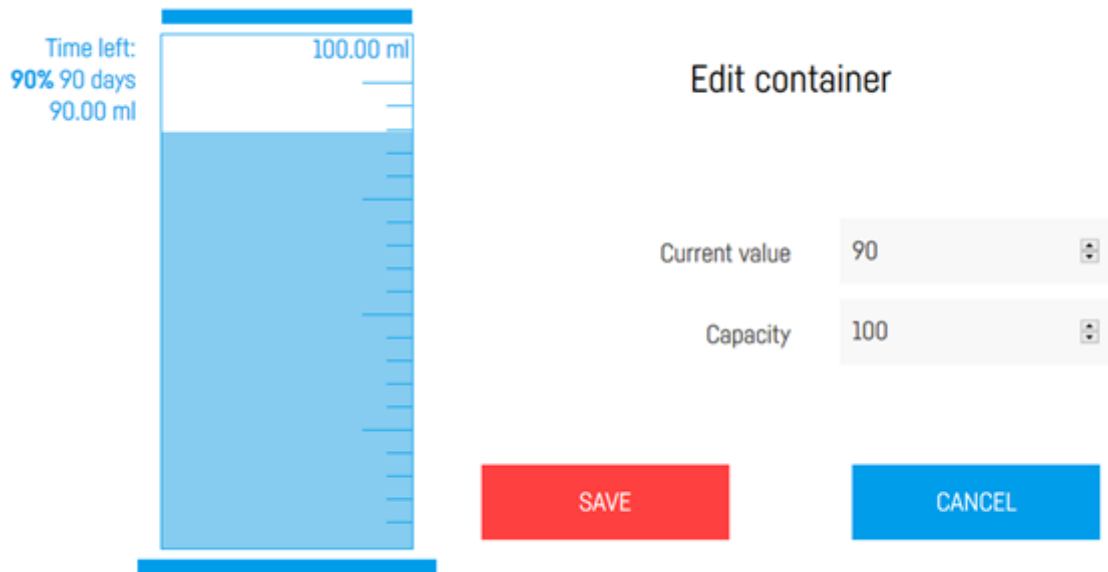 Time left:
90% 90 days
90.00 ml
100.00 ml
Edit container
Current value 90
Capacity 100
SAVE
CANCEL